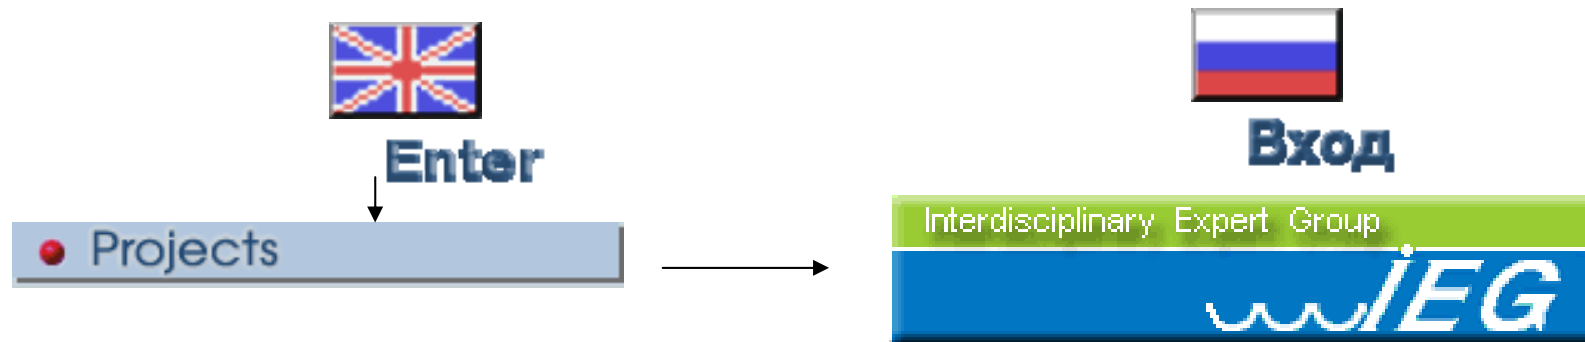 Enter
Вход
Projects
Interdisciplinary Expert Group
IEG